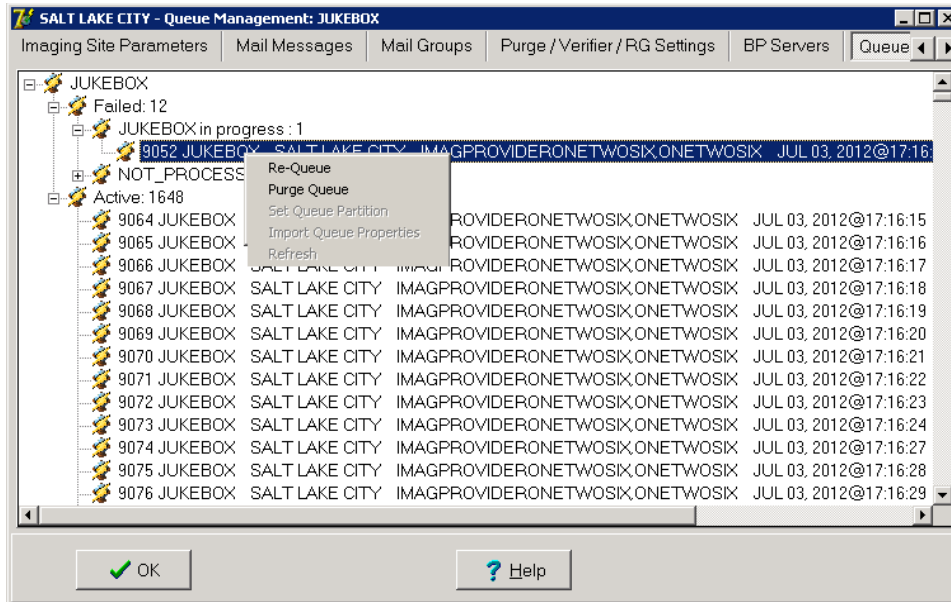 SALT LAKE CITY - Queue Management: JUKEBOX
Imaging Site Parameters Mail Messages Mail Groups Purge / Verifier / RG Settings BP Servers Queue
JUKEBOX
Failed: 12
JUKEBOX in progress : 1
9052 JUKEBOX SALT LAKE CITY IMAGPROVIDERONETWOSIX,ONETWOSIX JUL 03, 2012@17:16:
NOT_PROCESS
Active: 1648
Re-Queue
Purge Queue
Set Queue Partition
Import Queue Properties
Refresh
9064 JUKEBOX ROVIDERONETWOSIX,ONETWOSIX JUL 03, 2012@17:16:15
9065 JUKEBOX ROVIDERONETWOSIX,ONETWOSIX JUL 03, 2012@17:16:16
9066 JUKEBOX SALT LAKE CITY IMAGPROVIDERONETWOSIX,ONETWOSIX JUL 03, 2012@17:16:17
9067 JUKEBOX SALT LAKE CITY IMAGPROVIDERONETWOSIX,ONETWOSIX JUL 03, 2012@17:16:18
9068 JUKEBOX SALT LAKE CITY IMAGPROVIDERONETWOSIX,ONETWOSIX JUL 03, 2012@17:16:19
9069 JUKEBOX SALT LAKE CITY IMAGPROVIDERONETWOSIX,ONETWOSIX JUL 03, 2012@17:16:20
9070 JUKEBOX SALT LAKE CITY IMAGPROVIDERONETWOSIX,ONETWOSIX JUL 03, 2012@17:16:21
9071 JUKEBOX SALT LAKE CITY IMAGPROVIDERONETWOSIX,ONETWOSIX JUL 03, 2012@17:16:22
9072 JUKEBOX SALT LAKE CITY IMAGPROVIDERONETWOSIX,ONETWOSIX JUL 03, 2012@17:16:23
9073 JUKEBOX SALT LAKE CITY IMAGPROVIDERONETWOSIX,ONETWOSIX JUL 03, 2012@17:16:24
9074 JUKEBOX SALT LAKE CITY IMAGPROVIDERONETWOSIX,ONETWOSIX JUL 03, 2012@17:16:27
9075 JUKEBOX SALT LAKE CITY IMAGPROVIDERONETWOSIX,ONETWOSIX JUL 03, 2012@17:16:28
9076 JUKEBOX SALT LAKE CITY IMAGPROVIDERONETWOSIX,ONETWOSIX JUL 03, 2012@17:16:29
OK
? Help